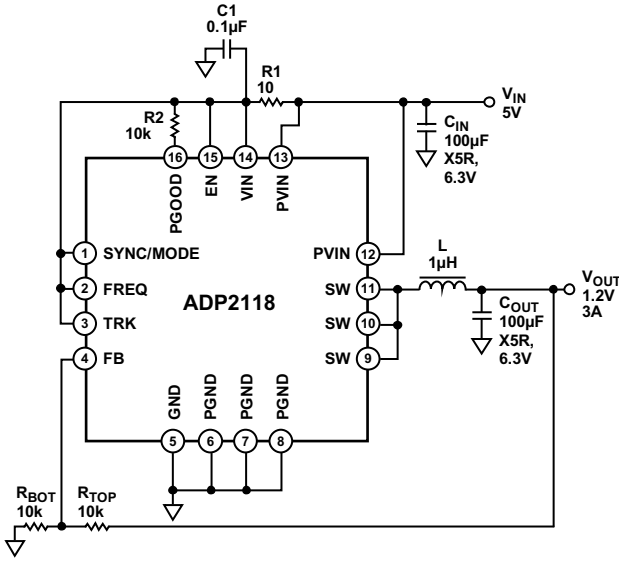 C1
0.1µF
R1
10
VIN
5V
R2
10k
CIN
100µF
X5R,
6.3V
16
15
14
13
PGOOD
EN
VIN
PVIN
1
SYNC/MODE
PVIN
12
2
FREQ
SW
11
3
TRK
SW
10
4
FB
SW
9
ADP2118
L
1µH
VOUT
1.2V
3A
COUT
100µF
X5R,
6.3V
GND
PGND
PGND
PGND
5
6
7
8
RBOT
10k
RTOP
10k